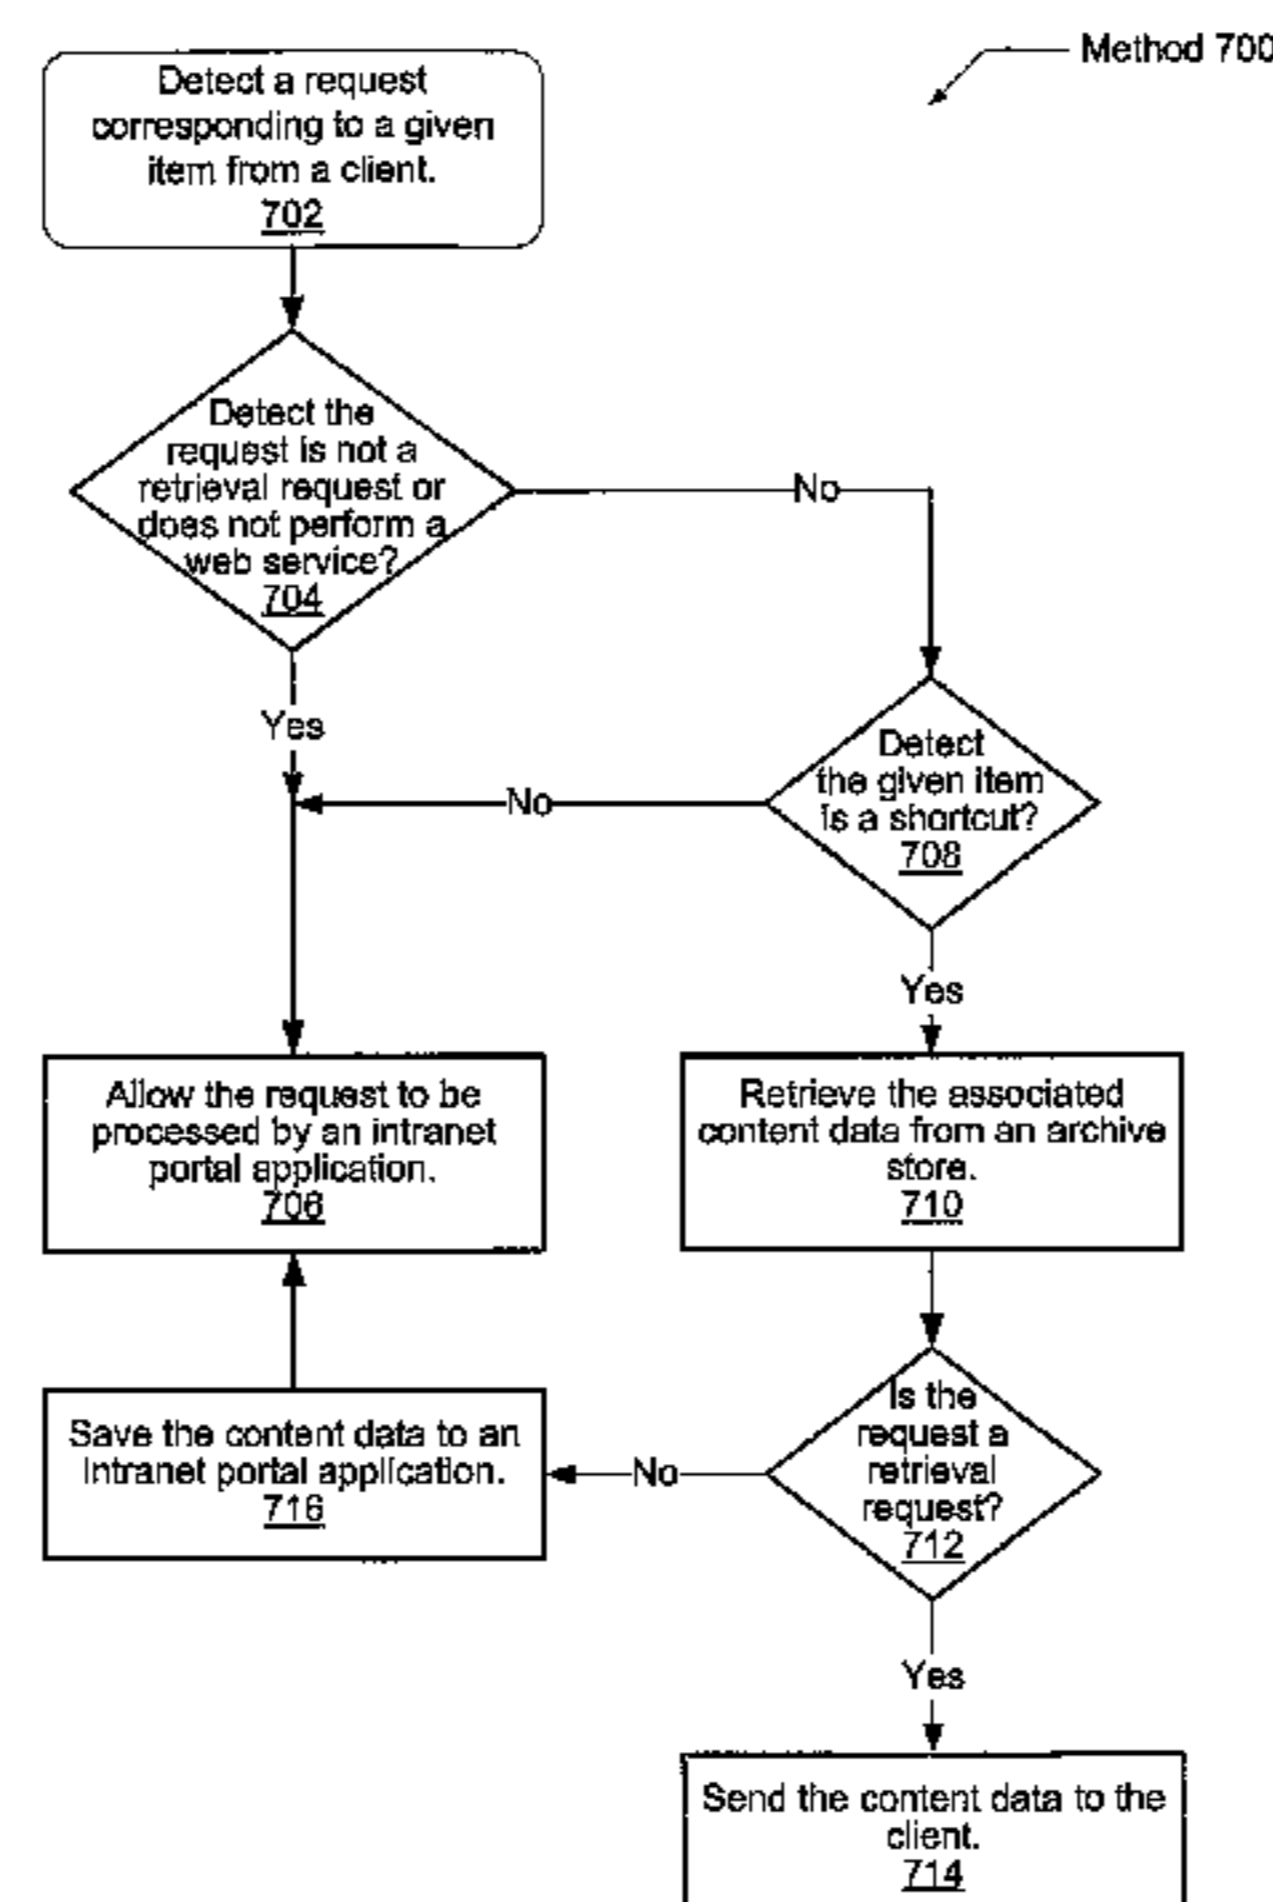 Method 700
Detect a request
corresponding to a given
item from a client.
702
Detect the
request is not a
retrieval request or
does not perform a
web service?
704
No
Yes
Detect
the given item
is a shortcut?
708
No
Yes
Allow the request to be
processed by an intranet
portal application.
706
Retrieve the associated
content data from an archive
store.
710
Is the
request a
retrieval
request?
712
No
Save the content data to an
intranet portal application.
716
Yes
Send the content data to the
client.
714